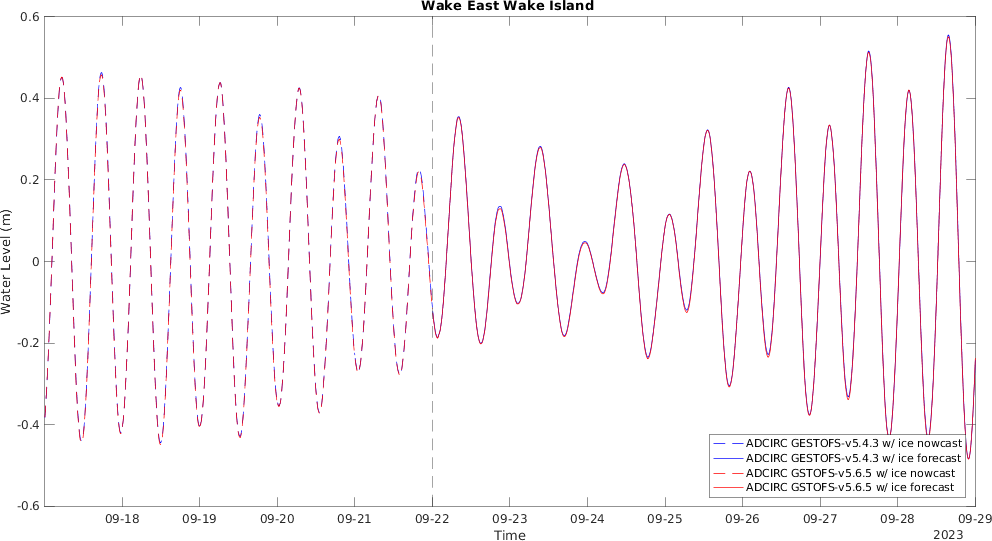 Wake East Wake Island
0.6
0.4
0.2
0
-0.2
-0.4
-0.6
Water Level (m)
ADCIRC GESTOFS-v5.4.3 w/ ice nowcast
ADCIRC GESTOFS-v5.4.3 w/ ice forecast
ADCIRC GSTOFS-v5.6.5 w/ ice nowcast
ADCIRC GSTOFS-v5.6.5 w/ ice forecast
09-18 09-19 09-20 09-21 09-22 09-23 09-24 09-25 09-26 09-27 09-28 09-29
Time
2023